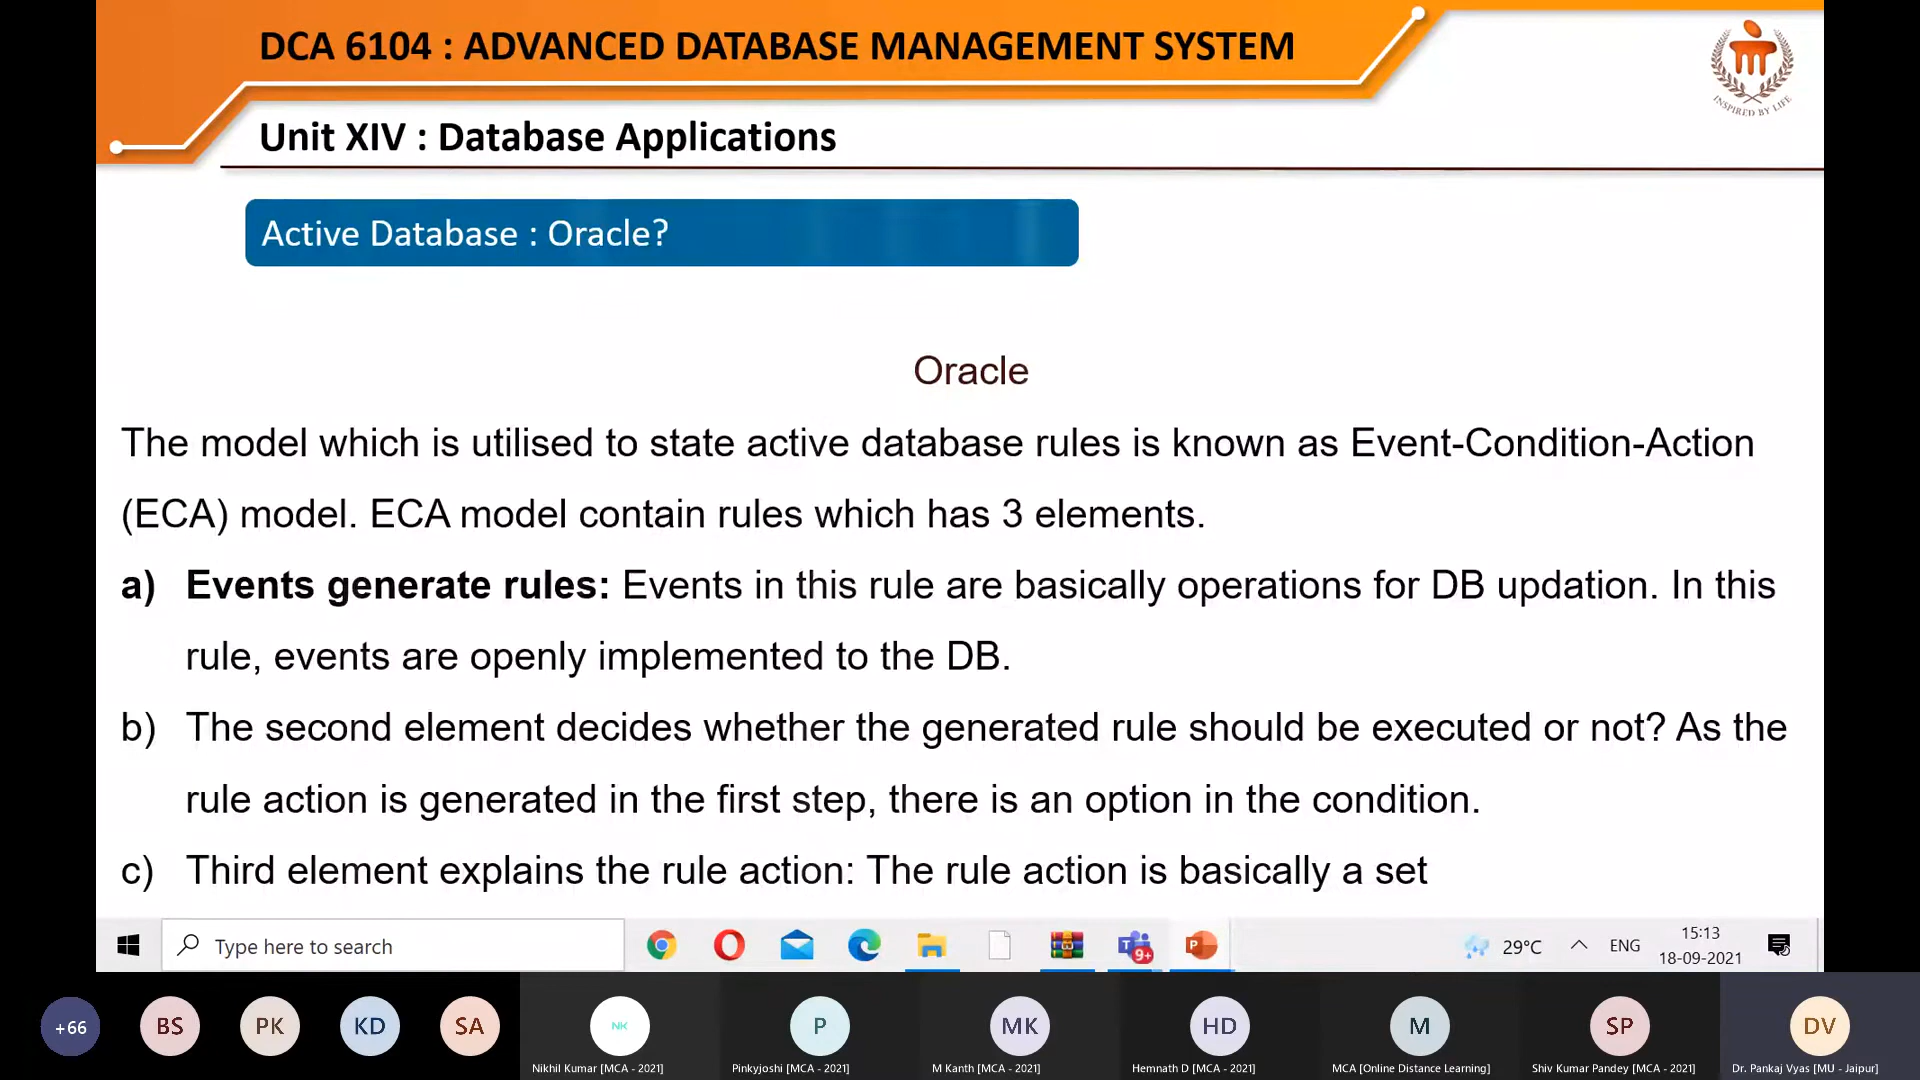 DCA 6104 : ADVANCED DATABASE MANAGEMENT SYSTEM
INSPIRED BY LIFE
Unit XIV : Database Applications
Active Database : Oracle?
Oracle
The model which is utilised to state active database rules is known as Event-Condition-Action
(ECA) model. ECA model contain rules which has 3 elements.
a) Events generate rules: Events in this rule are basically operations for DB updation. In this
rule, events are openly implemented to the DB.
b) The second element decides whether the generated rule should be executed or not? As the
rule action is generated in the first step, there is an option in the condition.
c) Third element explains the rule action: The rule action is basically a set
Type here to search
9+
29°C
ENG
15:13
18-09-2021
+66
BS
PK
KD
SA
NK
P
MK
HD
M
SP
DV
Nikhil Kumar [MCA - 2021]
Pinkyjoshi [MCA - 2021]
M Kanth [MCA - 2021]
Hemnath D [MCA - 2021]
MCA [Online Distance Learning]
Shiv Kumar Pandey [MCA - 2021]
Dr. Pankaj Vyas [MU - Jaipur]